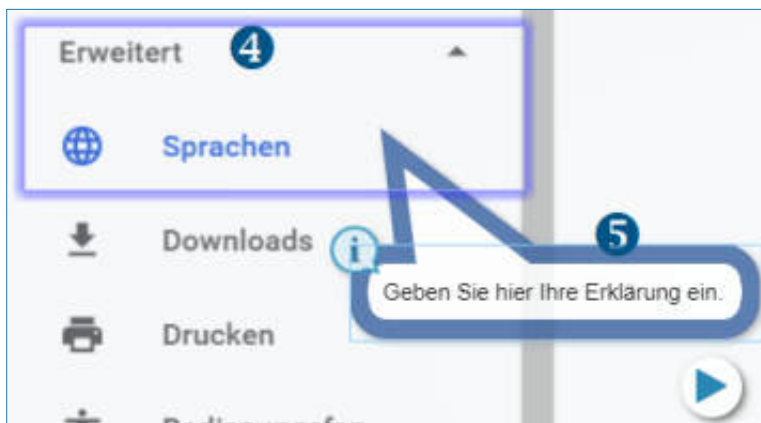 Erweitert 4
Sprachen
5
Downloads
i
Geben Sie hier Ihre Erklärung ein.
Drucken